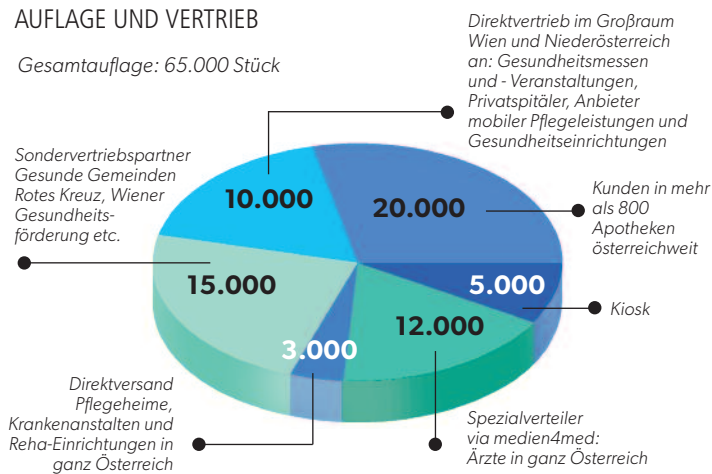 AUFLAGE UND VERTRIEB
Gesamtauflage: 65.000 Stück
Direktvertrieb im Großraum
Wien und Niederösterreich
an: Gesundheitsmessen
und - Veranstaltungen,
Privatspitäler, Anbieter
mobiler Pflegeleistungen und
Gesundheitseinrichtungen
Sondervertriebspartner
Gesunde Gemeinden
Rotes Kreuz, Wiener
Gesundheits-
förderung etc.
10.000
20.000
Kunden in mehr
als 800
Apotheken
österreichweit
15.000
5.000
Kiosk
12.000
3.000
Direktversand
Pflegeheime,
Krankenanstalten und
Reha-Einrichtungen in
ganz Österreich
Spezialverteiler
via medien4med:
Ärzte in ganz Österreich